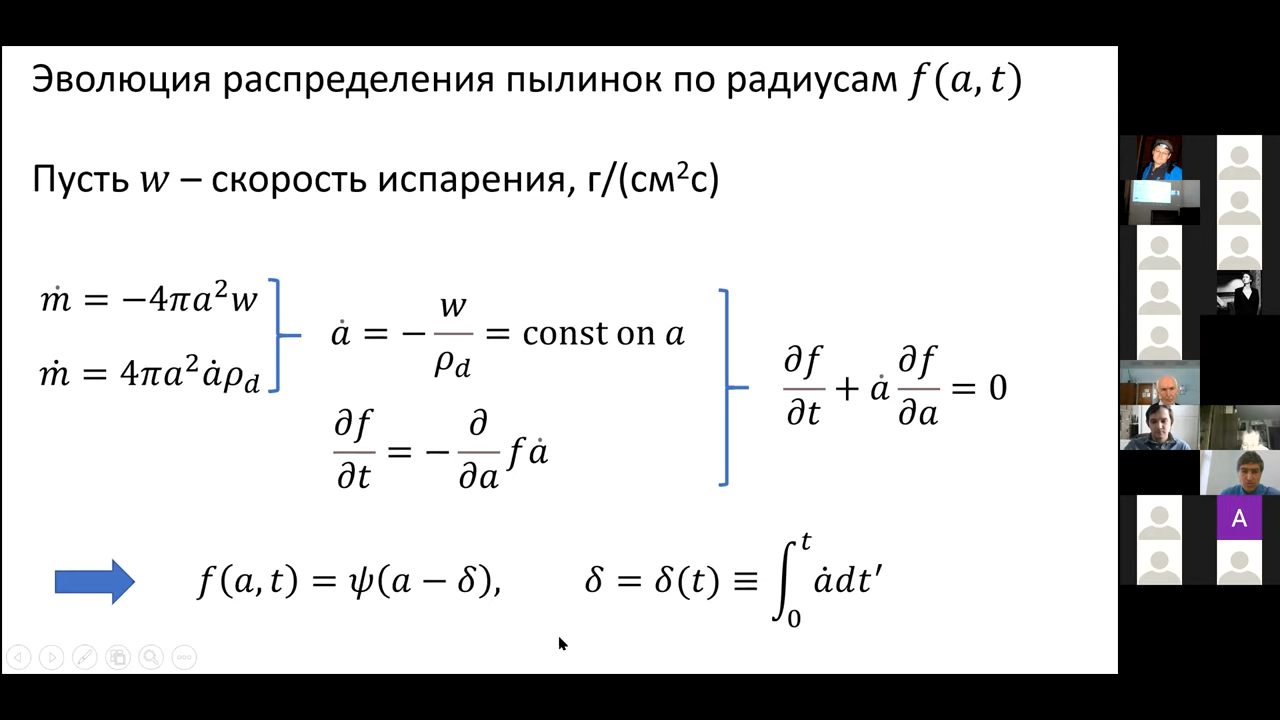 Эволюция распределения пылинок по радиусам f(a, t)
Пусть w – скорость испарения, г/(см²с)
ṁ = −4πa²w
ṁ = 4πa²ȧρ_d
ȧ = − w/ρ_d = const on a
∂f/∂t = − ∂/∂a fȧ
∂f/∂t + ȧ ∂f/∂a = 0
f(a, t) = ψ(a − δ), δ = δ(t) ≡ ∫₀ᵗ ȧdt′
A